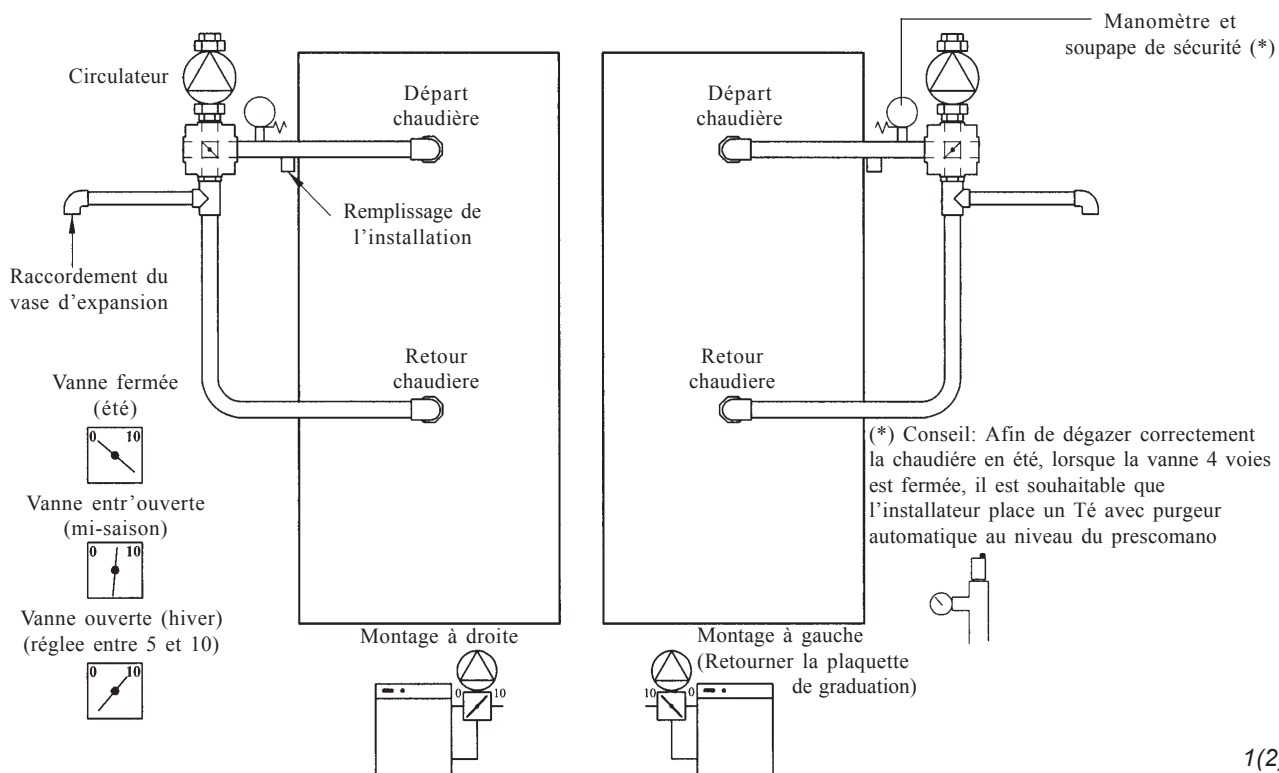 Manomètre et
soupape de sécurité (*)
Circulateur
Départ
chaudière
Départ
chaudière
Remplissage de
l’installation
Raccordement du
vase d’expansion
Retour
chaudìere
Retour
chaudìere
Vanne fermée
(été)
0 10
Vanne entr’ouverte
(mi-saison)
0 10
Vanne ouverte (hiver)
(réglee entre 5 et 10)
0 10
(*) Conseil: Afin de dégazer correctement
la chaudiére en été, lorsque la vanne 4 voies
est fermée, il est souhaitable que
l’installateur place un Té avec purgeur
automatique au niveau du prescomano
Montage à droite
0 10
Montage à gauche
(Retourner la plaquette
de graduation)
10 0
1(2)